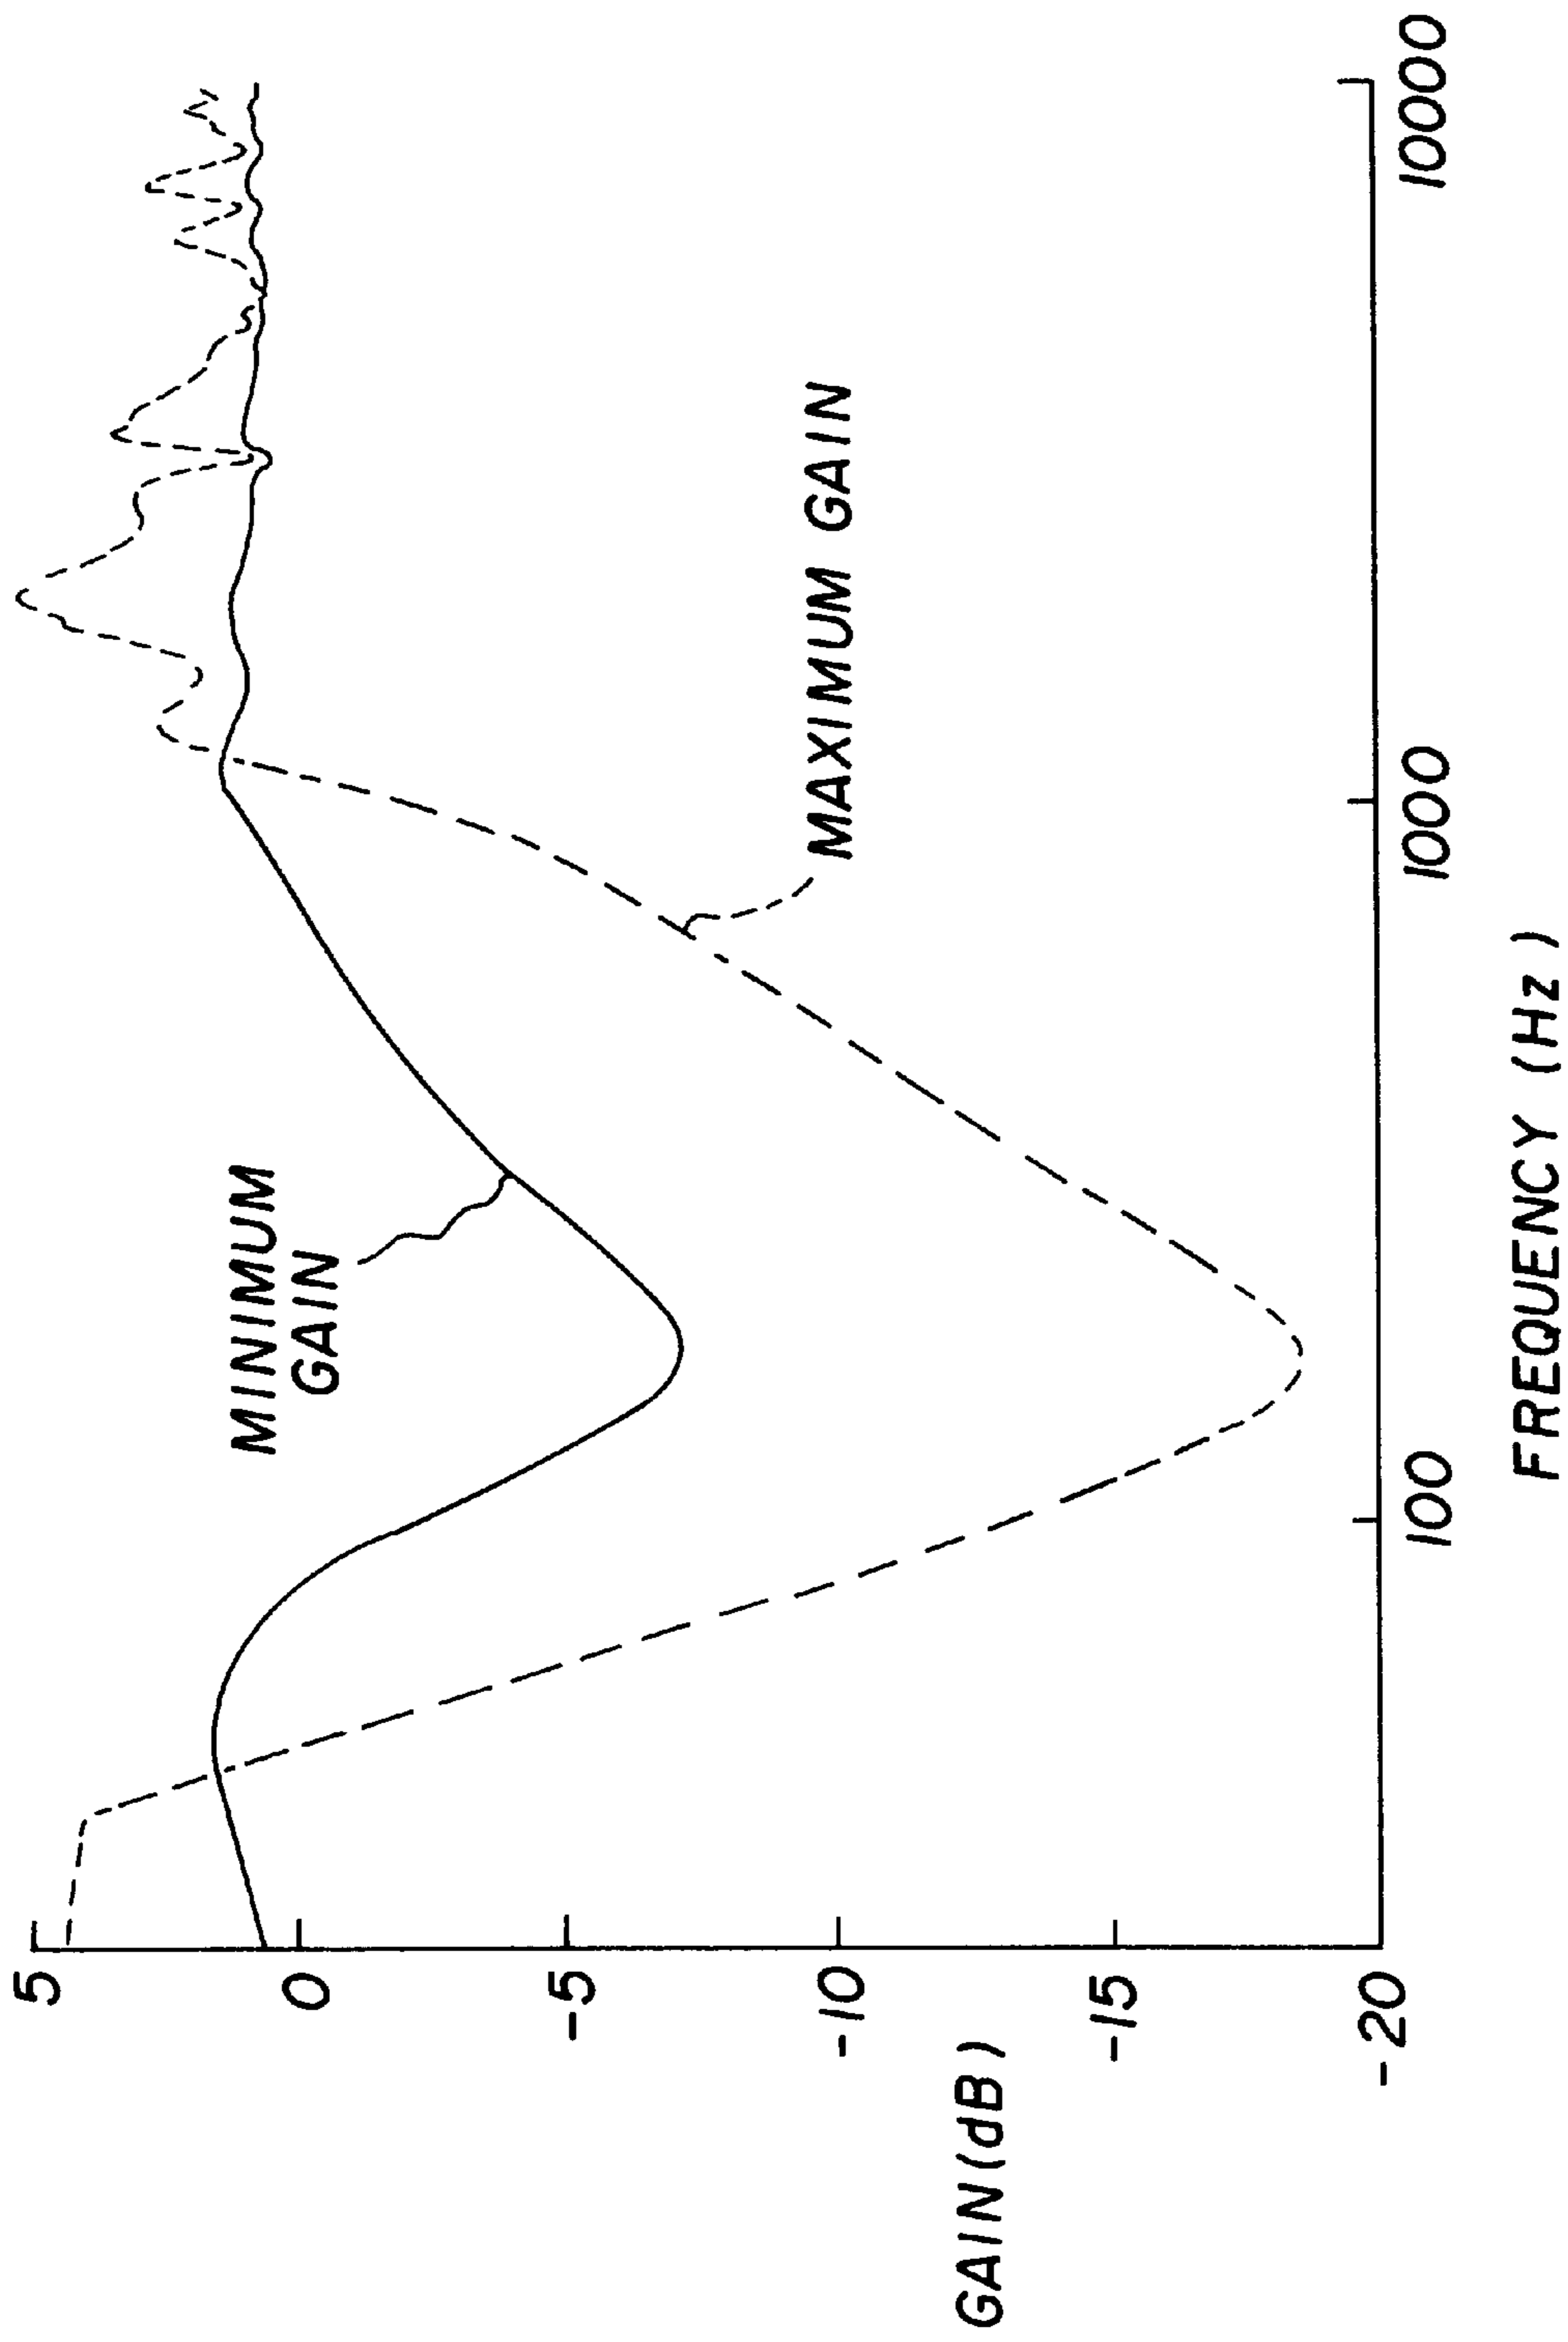 5
0
-5
-10
-15
-20
GAIN(dB)
MINIMUM
GAIN
MAXIMUM GAIN
100
1000
10000
FREQUENCY (Hz)